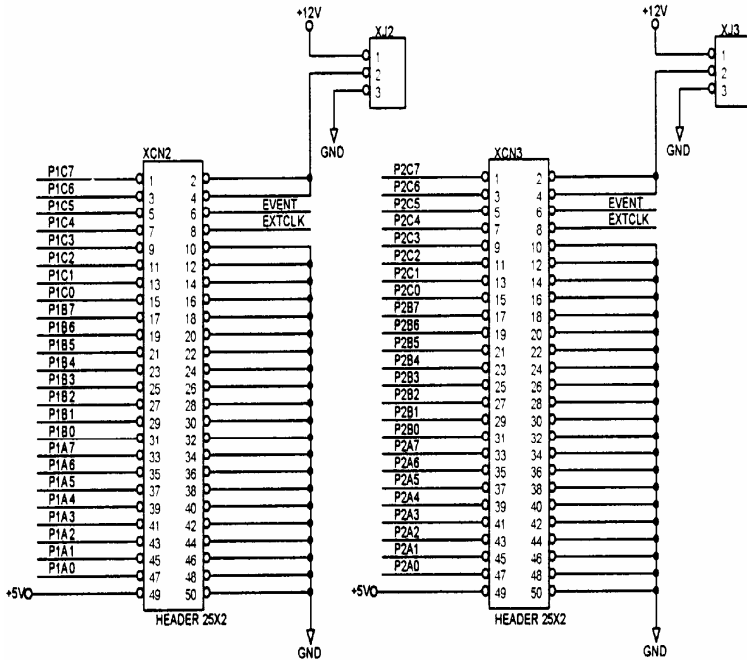 +12V
XJ2
1
2
3
GND
XCN2
P1C7 1 2
P1C6 3 4
P1C5 5 6 EVENT
P1C4 7 8 EXTCLK
P1C3 9 10
P1C2 11 12
P1C1 13 14
P1C0 15 16
P1B7 17 18
P1B6 19 20
P1B5 21 22
P1B4 23 24
P1B3 25 26
P1B2 27 28
P1B1 29 30
P1B0 31 32
P1A7 33 34
P1A6 35 36
P1A5 37 38
P1A4 39 40
P1A3 41 42
P1A2 43 44
P1A1 45 46
P1A0 47 48
+5V 49 50
HEADER 25X2
GND
+12V
XJ3
1
2
3
GND
XCN3
P2C7 1 2
P2C6 3 4
P2C5 5 6 EVENT
P2C4 7 8 EXTCLK
P2C3 9 10
P2C2 11 12
P2C1 13 14
P2C0 15 16
P2B7 17 18
P2B6 19 20
P2B5 21 22
P2B4 23 24
P2B3 25 26
P2B2 27 28
P2B1 29 30
P2B0 31 32
P2A7 33 34
P2A6 35 36
P2A5 37 38
P2A4 39 40
P2A3 41 42
P2A2 43 44
P2A1 45 46
P2A0 47 48
+5V 49 50
HEADER 25X2
GND